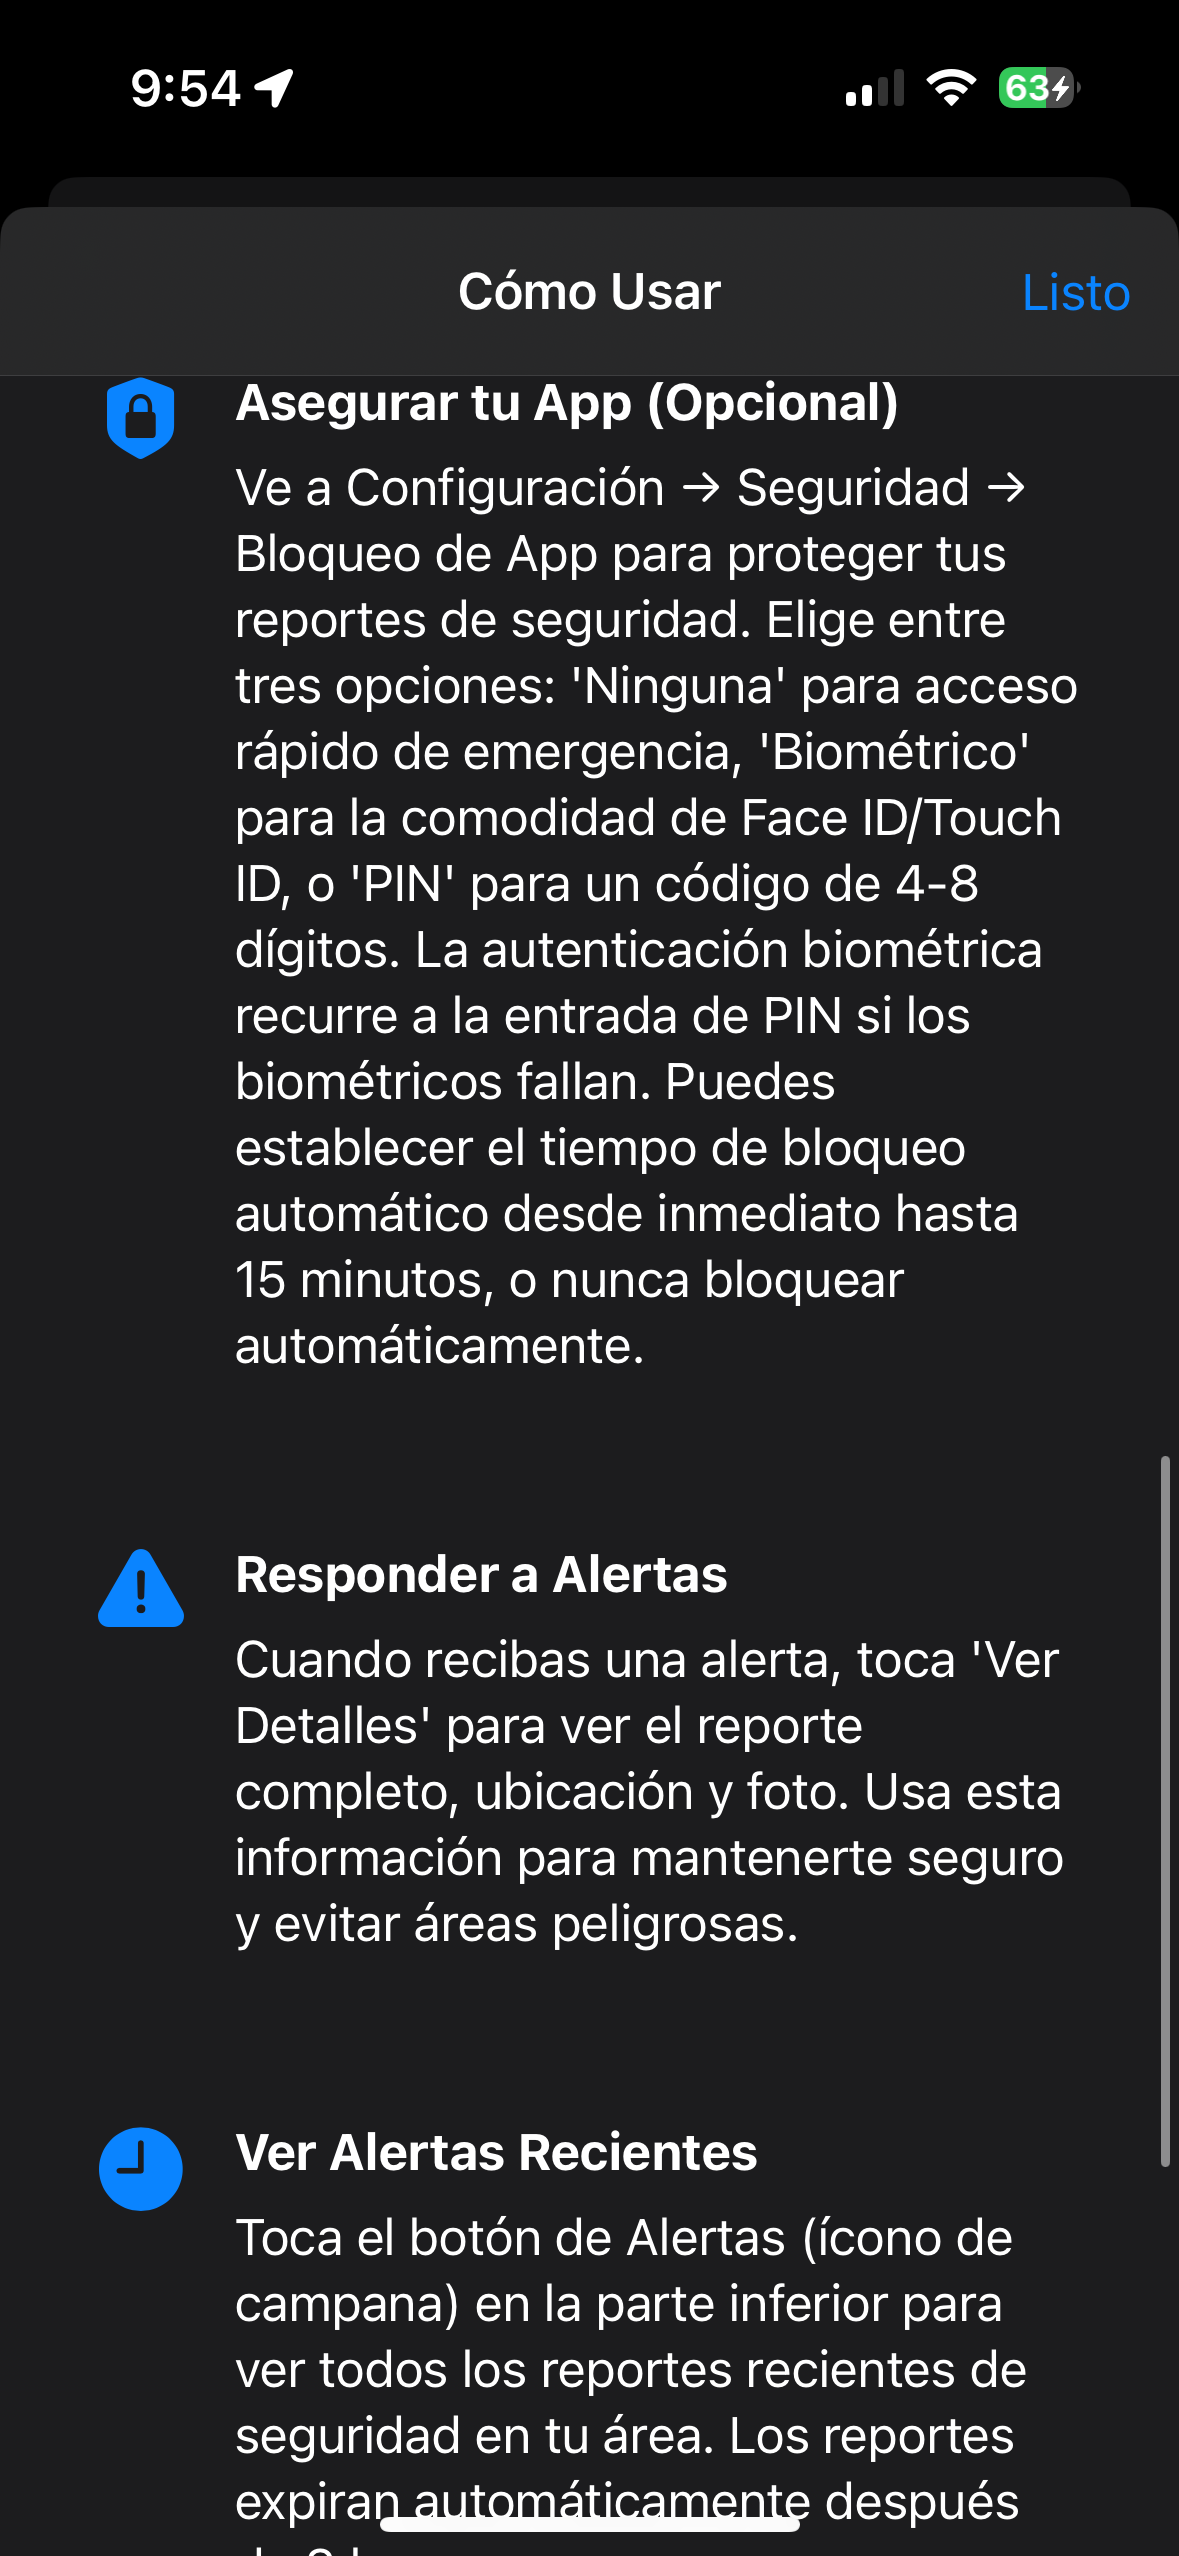 9:54
63
Cómo Usar
Listo
Asegurar tu App (Opcional)
Ve a Configuración → Seguridad →
Bloqueo de App para proteger tus
reportes de seguridad. Elige entre
tres opciones: 'Ninguna' para acceso
rápido de emergencia, 'Biométrico'
para la comodidad de Face ID/Touch
ID, o 'PIN' para un código de 4-8
dígitos. La autenticación biométrica
recurre a la entrada de PIN si los
biométricos fallan. Puedes
establecer el tiempo de bloqueo
automático desde inmediato hasta
15 minutos, o nunca bloquear
automáticamente.
Responder a Alertas
Cuando recibas una alerta, toca 'Ver
Detalles' para ver el reporte
completo, ubicación y foto. Usa esta
información para mantenerte seguro
y evitar áreas peligrosas.
Ver Alertas Recientes
Toca el botón de Alertas (ícono de
campana) en la parte inferior para
ver todos los reportes recientes de
seguridad en tu área. Los reportes
expiran automáticamente después